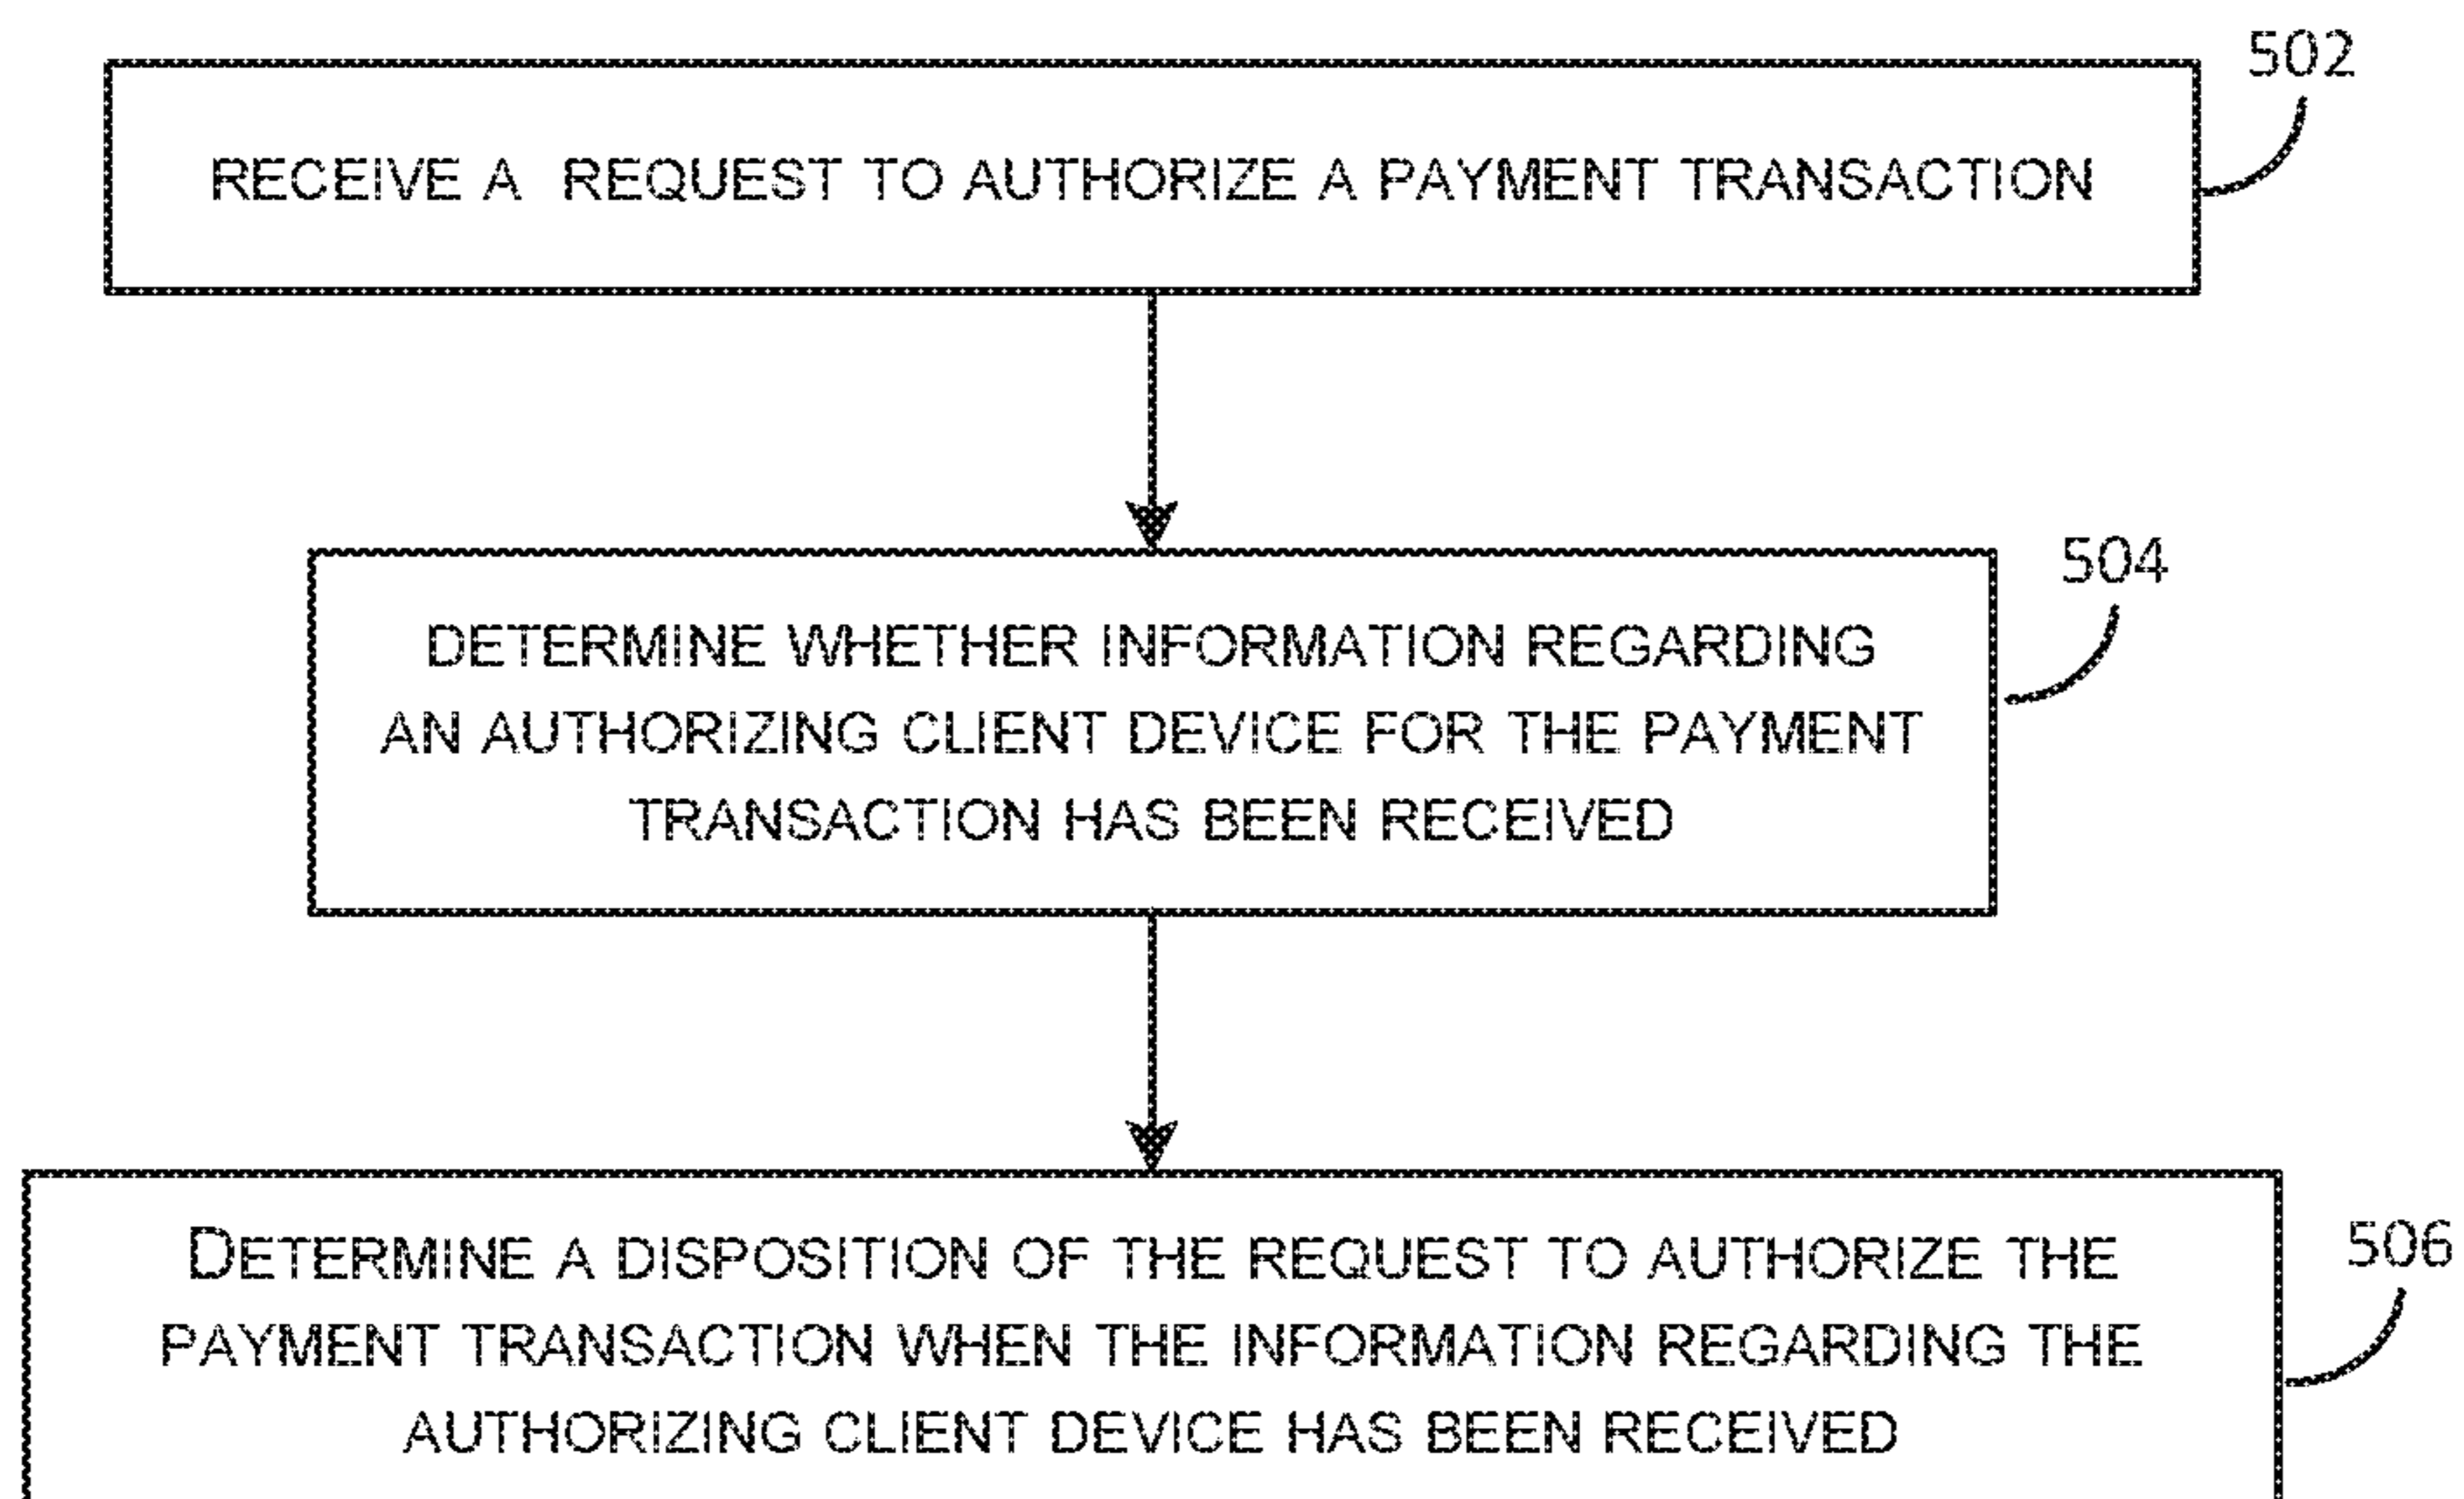 502
RECEIVE A REQUEST TO AUTHORIZE A PAYMENT TRANSACTION
504
DETERMINE WHETHER INFORMATION REGARDING
AN AUTHORIZING CLIENT DEVICE FOR THE PAYMENT
TRANSACTION HAS BEEN RECEIVED
506
DETERMINE A DISPOSITION OF THE REQUEST TO AUTHORIZE THE
PAYMENT TRANSACTION WHEN THE INFORMATION REGARDING THE
AUTHORIZING CLIENT DEVICE HAS BEEN RECEIVED